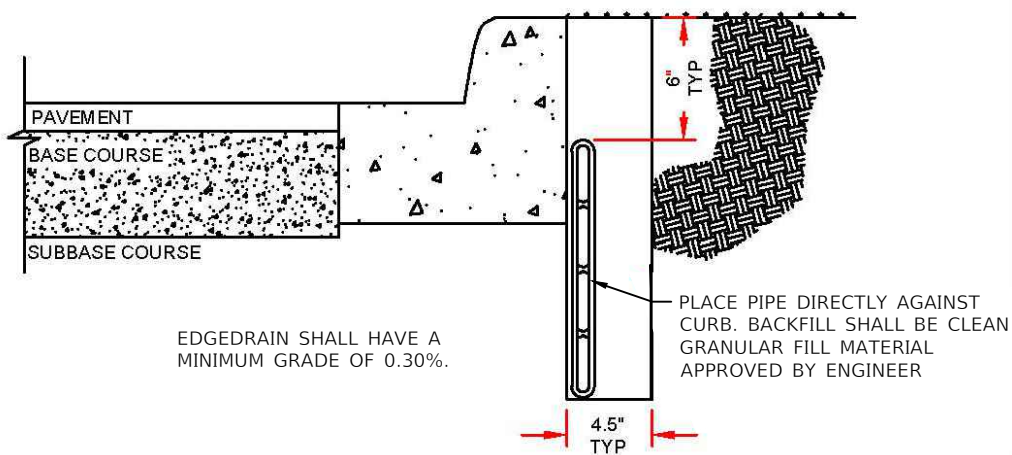 6"
TYP
PAVEMENT
BASE COURSE
SUBBASE COURSE
EDGEDRAIN SHALL HAVE A
MINIMUM GRADE OF 0.30%.
PLACE PIPE DIRECTLY AGAINST
CURB. BACKFILL SHALL BE CLEAN
GRANULAR FILL MATERIAL
APPROVED BY ENGINEER
4.5"
TYP